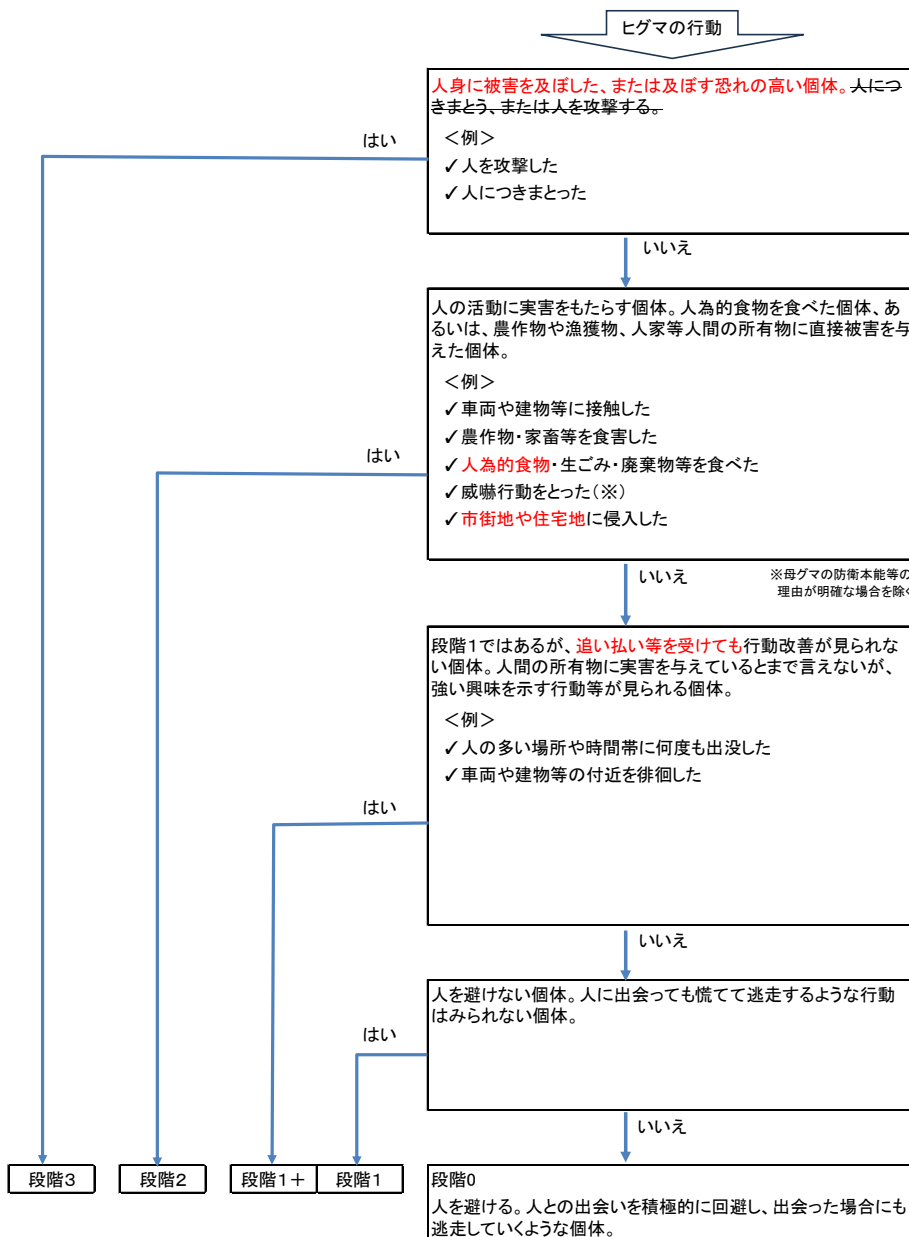 ヒグマの行動
人身に被害を及ぼした、または及ぼす恐れの高い個体。人につ
きまとう、または人を攻撃する。
＜例＞
はい
✓人を攻撃した
✓人につきまとった
いいえ
人の活動に実害をもたらす個体。人為的食物を食べた個体、あ
るいは、農作物や漁獲物、人家等人間の所有物に直接被害を与
えた個体。
＜例＞
✓車両や建物等に接触した
✓農作物・家畜等を食害した
はい
✓人為的食物・生ごみ・廃棄物等を食べた
✓威嚇行動をとった（※）
✓市街地や住宅地に侵入した
いいえ
※母グマの防衛本能等の
理由が明確な場合を除く
段階１ではあるが、追い払い等を受けても行動改善が見られな
い個体。人間の所有物に実害を与えているとまで言えないが、
強い興味を示す行動等が見られる個体。
＜例＞
✓人の多い場所や時間帯に何度も出没した
✓車両や建物等の付近を徘徊した
はい
いいえ
人を避けない個体。人に出会っても慌てて逃走するような行動
はみられない個体。
はい
いいえ
段階３
段階２
段階１＋
段階１
段階０
人を避ける。人との出会いを積極的に回避し、出会った場合にも
逃走していくような個体。